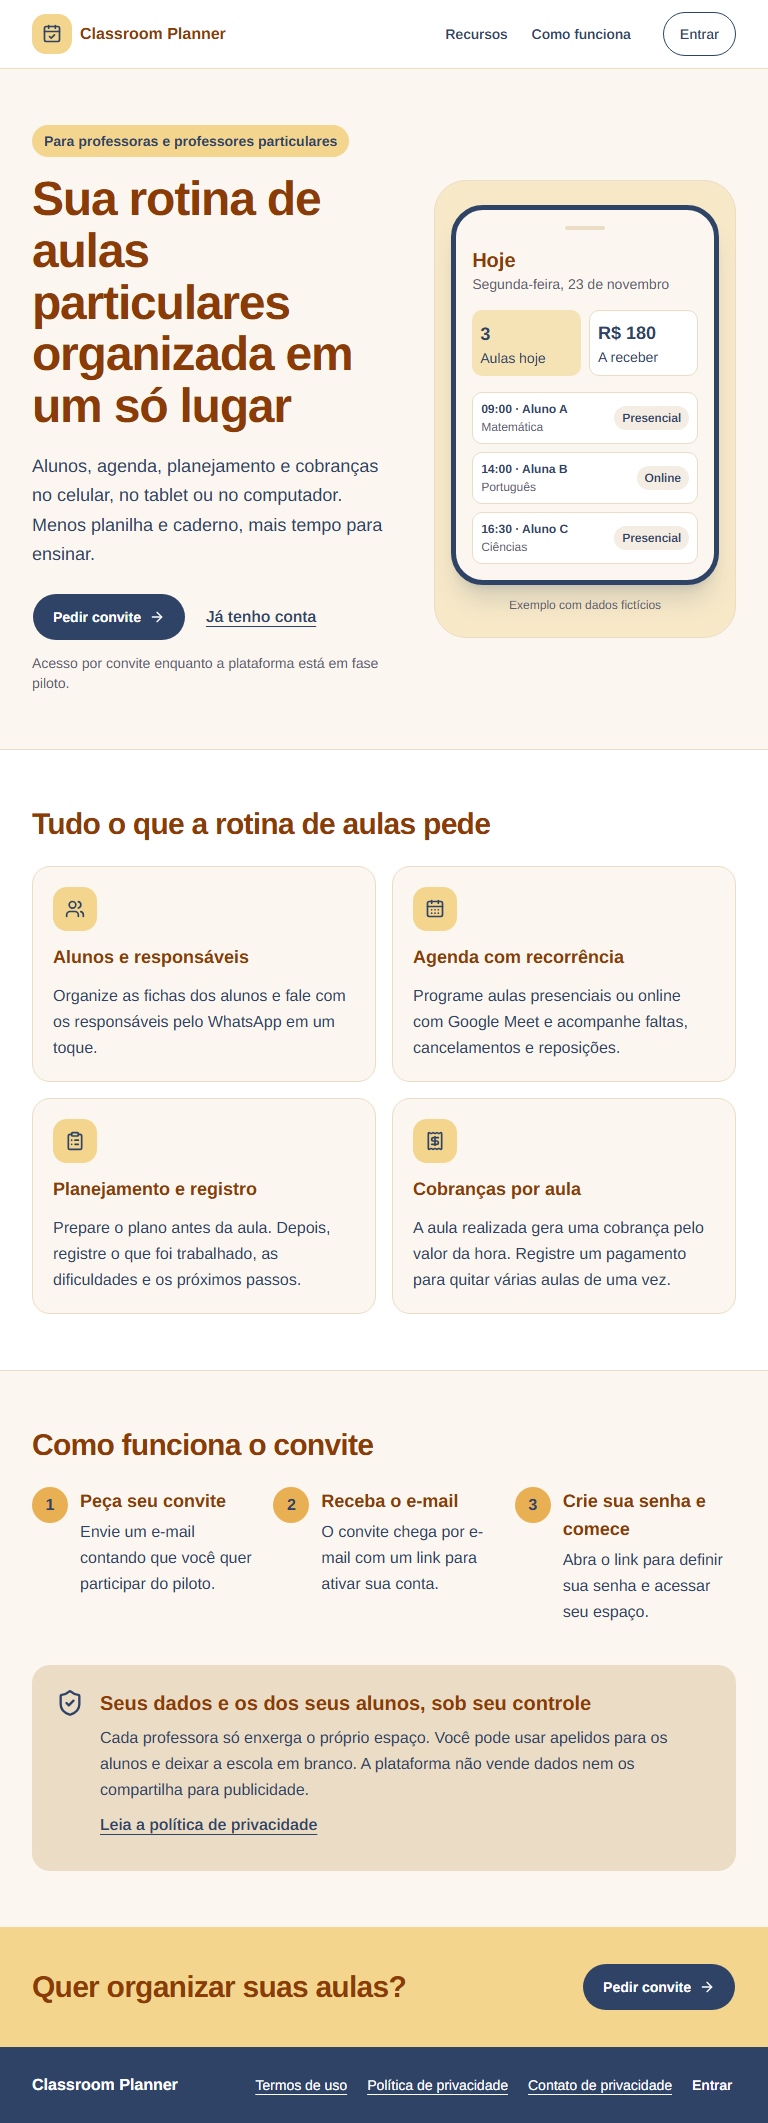 Classroom Planner
Recursos
Como funciona
Entrar
Para professoras e professores particulares
Sua rotina de
aulas
particulares
organizada em
um só lugar
Alunos, agenda, planejamento e cobranças
no celular, no tablet ou no computador.
Menos planilha e caderno, mais tempo para
ensinar.
Pedir convite
Já tenho conta
Acesso por convite enquanto a plataforma está em fase
piloto.
Hoje
Segunda-feira, 23 de novembro
3
Aulas hoje
R$ 180
A receber
09:00 · Aluno A
Matemática
Presencial
14:00 · Aluna B
Português
Online
16:30 · Aluno C
Ciências
Presencial
Exemplo com dados fictícios
Tudo o que a rotina de aulas pede
Alunos e responsáveis
Organize as fichas dos alunos e fale com
os responsáveis pelo WhatsApp em um
toque.
Agenda com recorrência
Programe aulas presenciais ou online
com Google Meet e acompanhe faltas,
cancelamentos e reposições.
Planejamento e registro
Prepare o plano antes da aula. Depois,
registre o que foi trabalhado, as
dificuldades e os próximos passos.
Cobranças por aula
A aula realizada gera uma cobrança pelo
valor da hora. Registre um pagamento
para quitar várias aulas de uma vez.
Como funciona o convite
1
Peça seu convite
Envie um e-mail
contando que você quer
participar do piloto.
2
Receba o e-mail
O convite chega por e-
mail com um link para
ativar sua conta.
3
Crie sua senha e
comece
Abra o link para definir
sua senha e acessar
seu espaço.
Seus dados e os dos seus alunos, sob seu controle
Cada professora só enxerga o próprio espaço. Você pode usar apelidos para os
alunos e deixar a escola em branco. A plataforma não vende dados nem os
compartilha para publicidade.
Leia a política de privacidade
Quer organizar suas aulas?
Pedir convite
Classroom Planner
Termos de uso
Política de privacidade
Contato de privacidade
Entrar